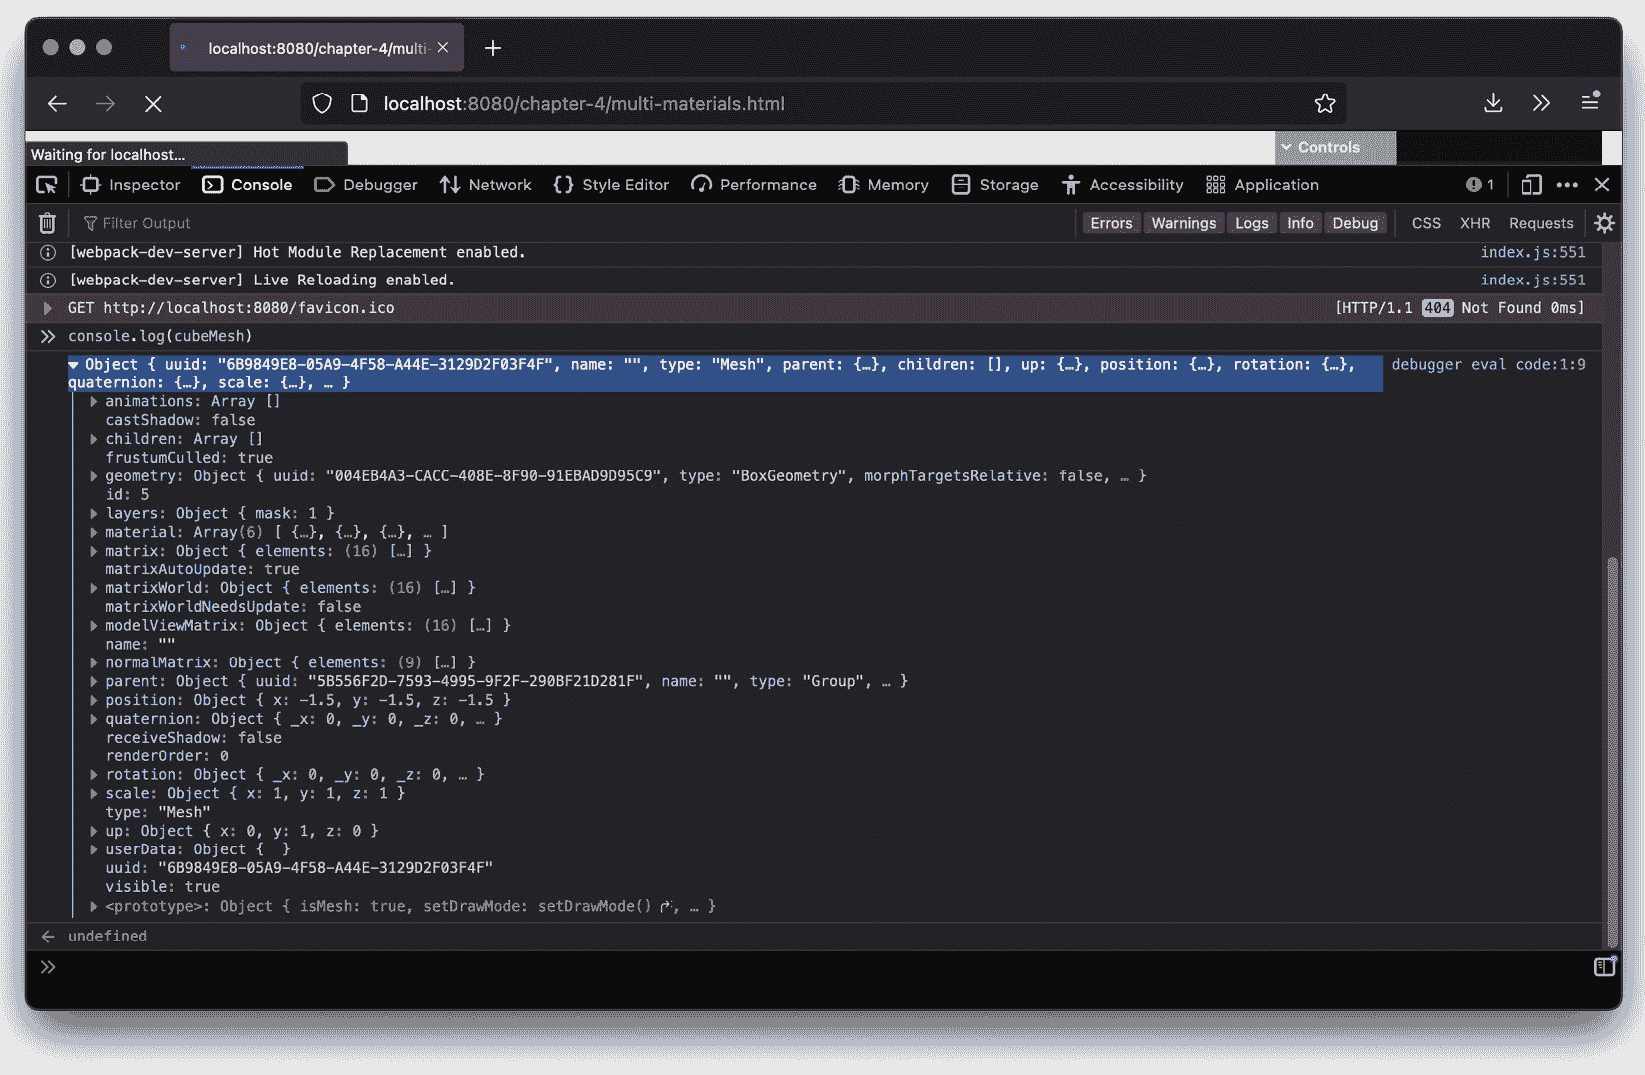 localhost:8080/chapter-4/multi-
localhost:8080/chapter-4/multi-materials.html
Waiting for localhost...
Controls
Inspector Console Debugger Network Style Editor Performance Memory Storage Accessibility Application 1
Filter Output Errors Warnings Logs Info Debug CSS XHR Requests
[webpack-dev-server] Hot Module Replacement enabled. index.js:551
[webpack-dev-server] Live Reloading enabled. index.js:551
GET http://localhost:8080/favicon.ico [HTTP/1.1 404 Not Found 0ms]
console.log(cubeMesh)
Object { uuid: "6B9849E8-05A9-4F58-A44E-3129D2F03F4F", name: "", type: "Mesh", parent: {…}, children: [], up: {…}, position: {…}, rotation: {…}, debugger eval code:1:9
quaternion: {…}, scale: {…}, … }
animations: Array []
castShadow: false
children: Array []
frustumCulled: true
geometry: Object { uuid: "004EB4A3-CACC-408E-8F90-91EBAD9D95C9", type: "BoxGeometry", morphTargetsRelative: false, … }
id: 5
layers: Object { mask: 1 }
material: Array(6) [ {…}, {…}, {…}, … ]
matrix: Object { elements: (16) […] }
matrixAutoUpdate: true
matrixWorld: Object { elements: (16) […] }
matrixWorldNeedsUpdate: false
modelViewMatrix: Object { elements: (16) […] }
name: ""
normalMatrix: Object { elements: (9) […] }
parent: Object { uuid: "5B556F2D-7593-4995-9F2F-290BF21D281F", name: "", type: "Group", … }
position: Object { x: -1.5, y: -1.5, z: -1.5 }
quaternion: Object { _x: 0, _y: 0, _z: 0, … }
receiveShadow: false
renderOrder: 0
rotation: Object { _x: 0, _y: 0, _z: 0, … }
scale: Object { x: 1, y: 1, z: 1 }
type: "Mesh"
up: Object { x: 0, y: 1, z: 0 }
userData: Object { }
uuid: "6B9849E8-05A9-4F58-A44E-3129D2F03F4F"
visible: true
<prototype>: Object { isMesh: true, setDrawMode: setDrawMode(), … }
undefined